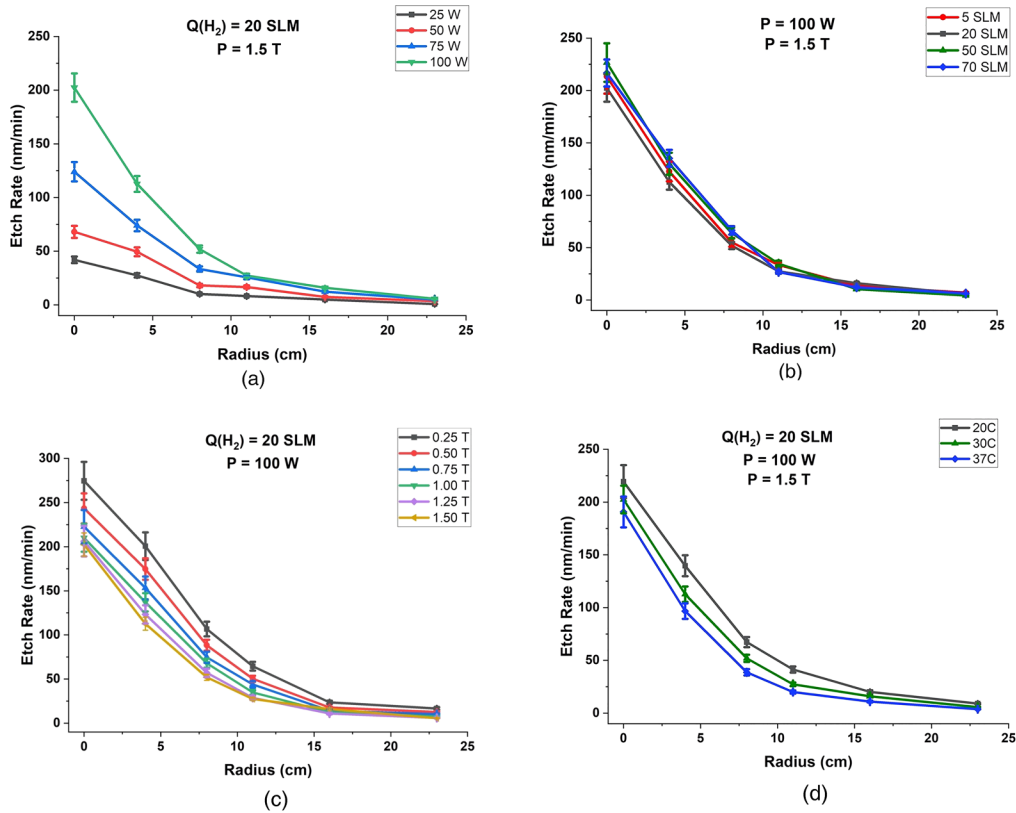 Q(H₂) = 20 SLM
P = 1.5 T
25 W
50 W
75 W
100 W
250
200
150
100
50
0
Etch Rate (nm/min)
0 5 10 15 20 25
Radius (cm)
(a)
P = 100 W
P = 1.5 T
5 SLM
20 SLM
50 SLM
70 SLM
250
200
150
100
50
0
Etch Rate (nm/min)
0 5 10 15 20 25
Radius (cm)
(b)
Q(H₂) = 20 SLM
P = 100 W
0.25 T
0.50 T
0.75 T
1.00 T
1.25 T
1.50 T
300
250
200
150
100
50
0
Etch Rate (nm/min)
0 5 10 15 20 25
Radius (cm)
(c)
Q(H₂) = 20 SLM
P = 100 W
P = 1.5 T
20C
30C
37C
250
200
150
100
50
0
Etch Rate (nm/min)
0 5 10 15 20 25
Radius (cm)
(d)